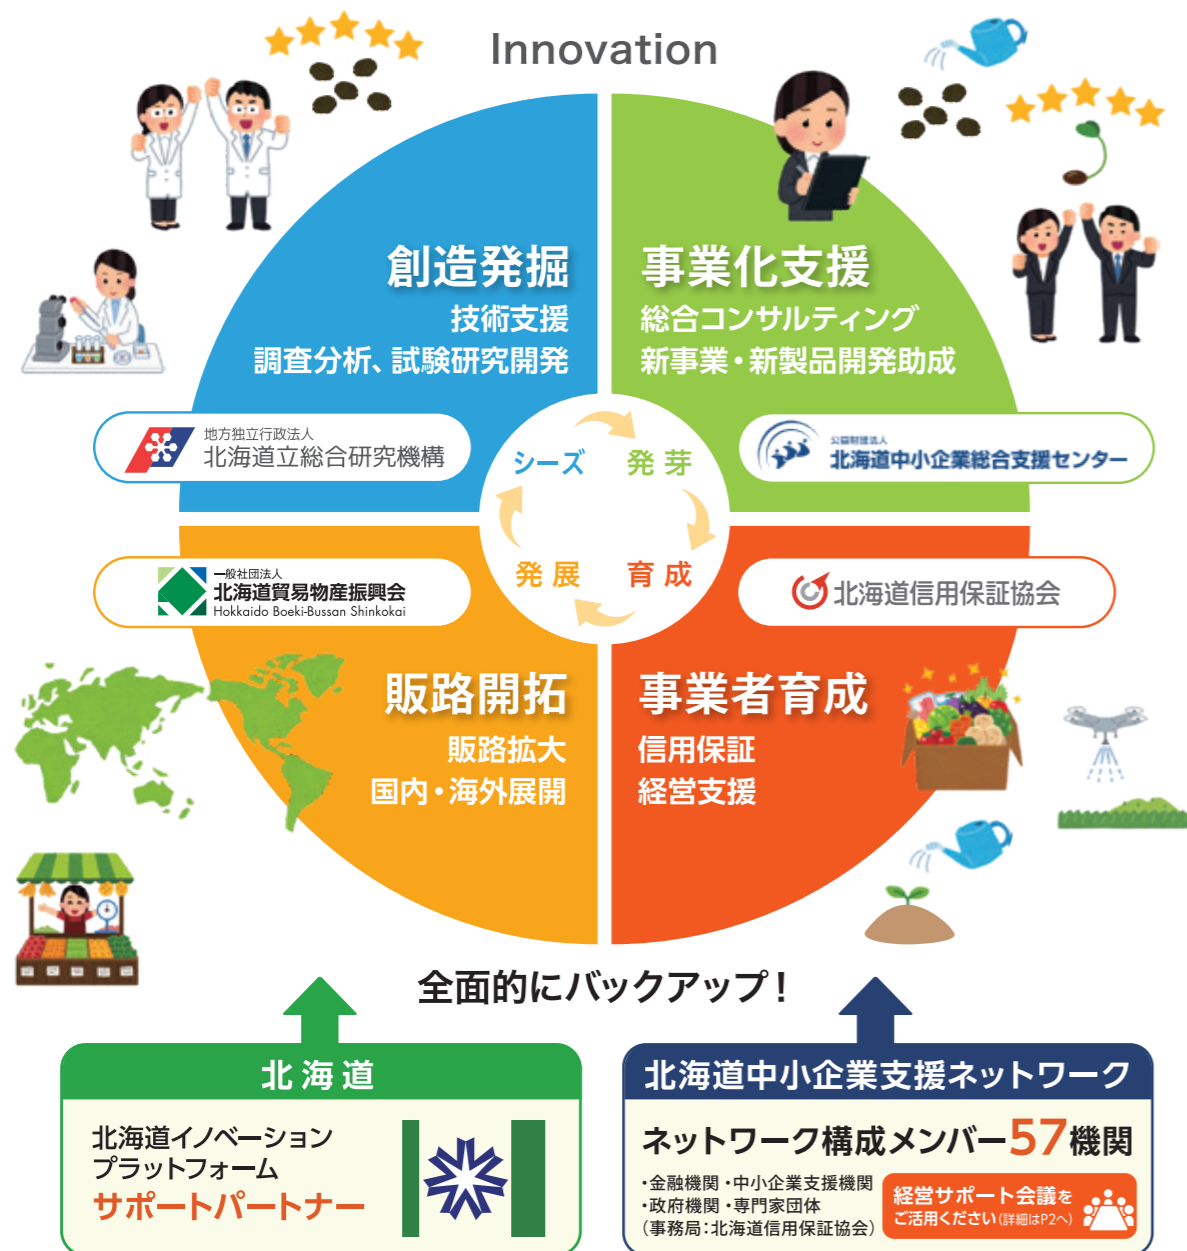 Innovation
創造発掘
技術支援
調査分析、試験研究開発
事業化支援
総合コンサルティング
新事業・新製品開発助成
地方独立行政法人
北海道立総合研究機構
公益財団法人
北海道中小企業総合支援センター
シーズ
発芽
発展
育成
一般社団法人
北海道貿易物産振興会
Hokkaido Boeki-Bussan Shinkokai
北海道信用保証協会
販路開拓
販路拡大
国内・海外展開
事業者育成
信用保証
経営支援
全面的にバックアップ！
北海道
北海道イノベーション
プラットフォーム
サポートパートナー
北海道中小企業支援ネットワーク
ネットワーク構成メンバー57機関
・金融機関・中小企業支援機関
・政府機関・専門家団体
（事務局：北海道信用保証協会）
経営サポート会議を
ご活用ください（詳細はP2へ）